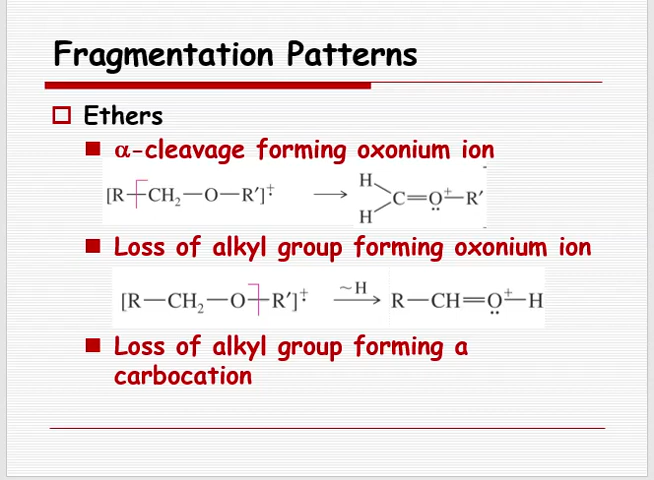 Fragmentation Patterns
Ethers
α-cleavage forming oxonium ion
[R—CH₂—O—R′]⁺· → H H C=O⁺—R′
Loss of alkyl group forming oxonium ion
[R—CH₂—O—R′]⁺· ~H → R—CH=O⁺—H
Loss of alkyl group forming a
carbocation